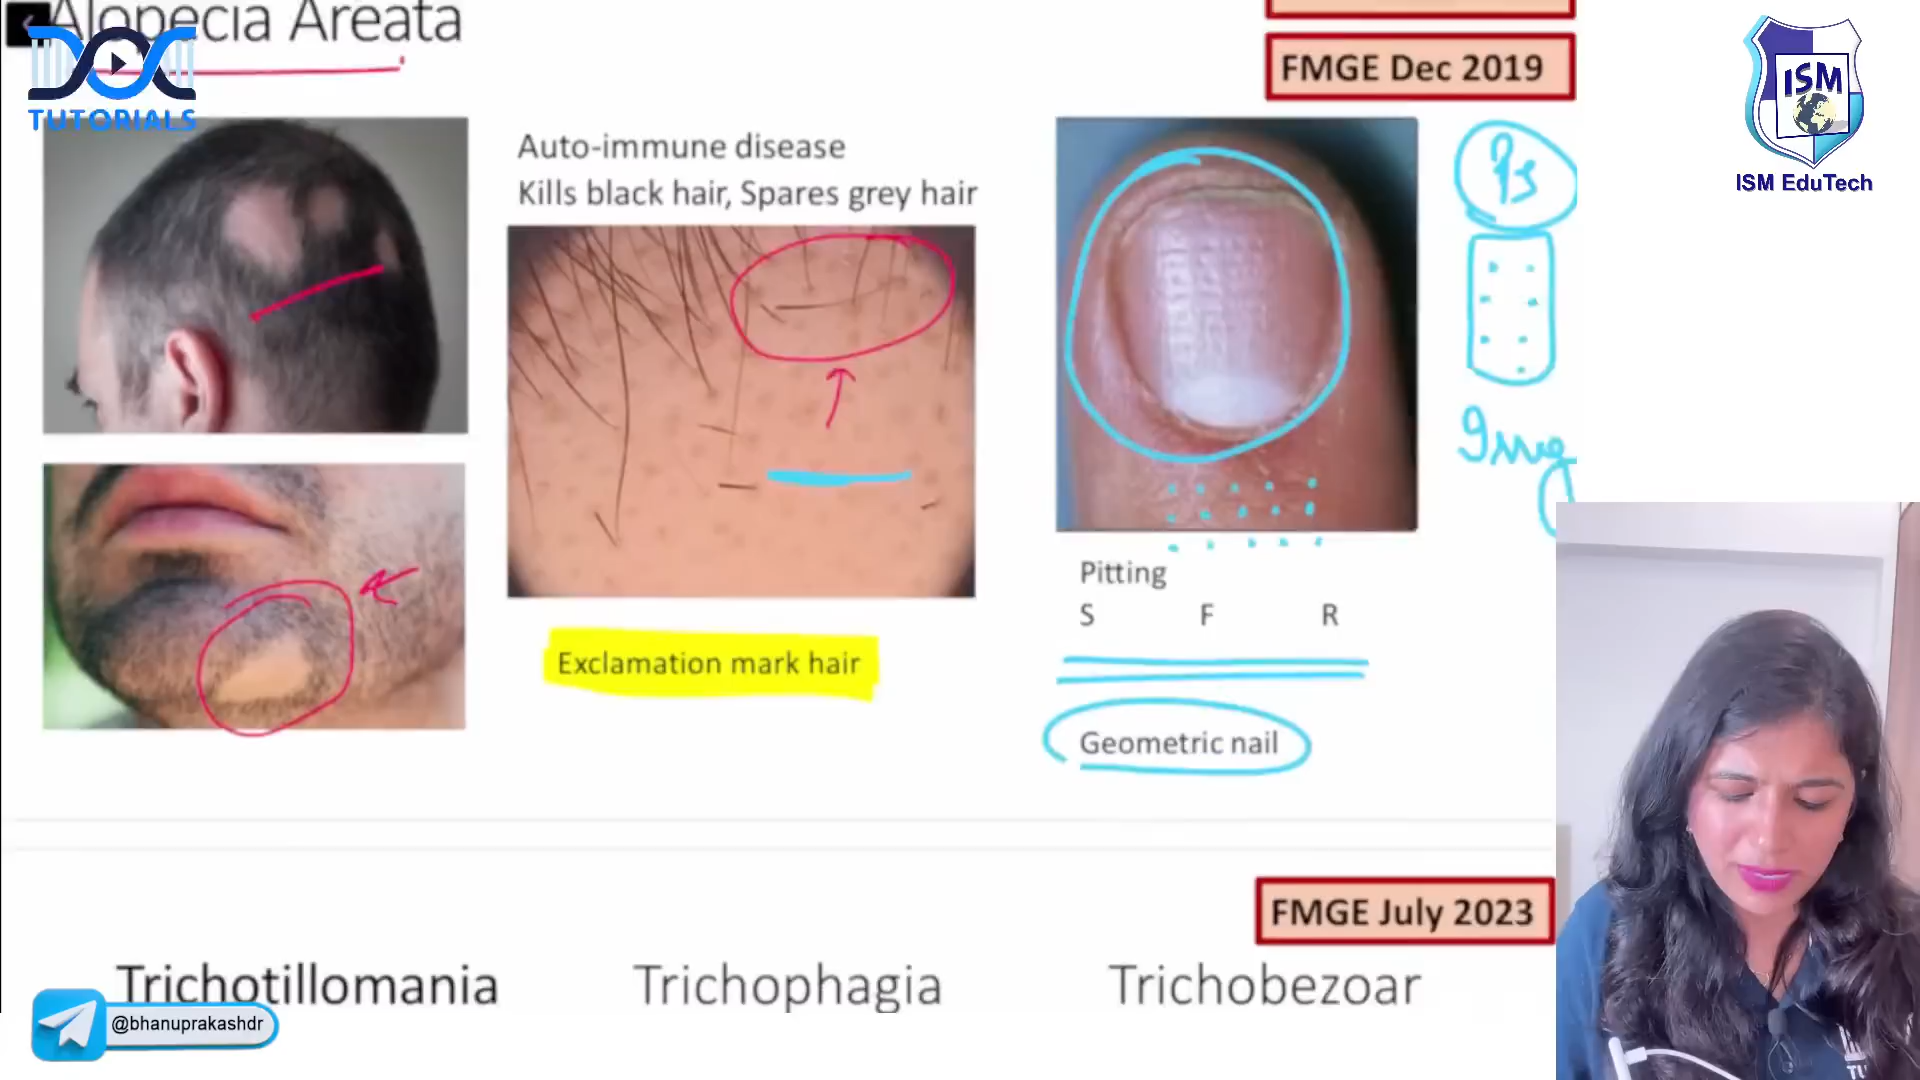 Alopecia Areata
DOC
TUTORIALS
FMGE Dec 2019
ISM
ISM EduTech
Auto-immune disease
Kills black hair, Spares grey hair
Ps
Exclamation mark hair
Pitting
S F R
Geometric nail
FMGE July 2023
Trichotillomania Trichophagia Trichobezoar
@bhanuprakashdr